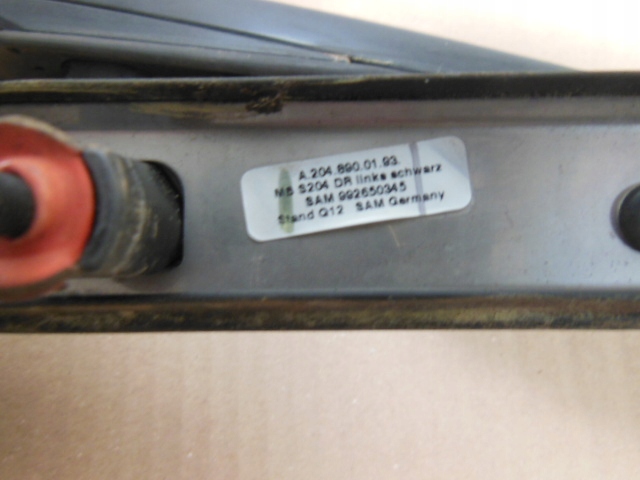 A.204.890.01.93.
MB S204 DR links schwarz
SAM 992650345
Stand Q12 SAM Germany